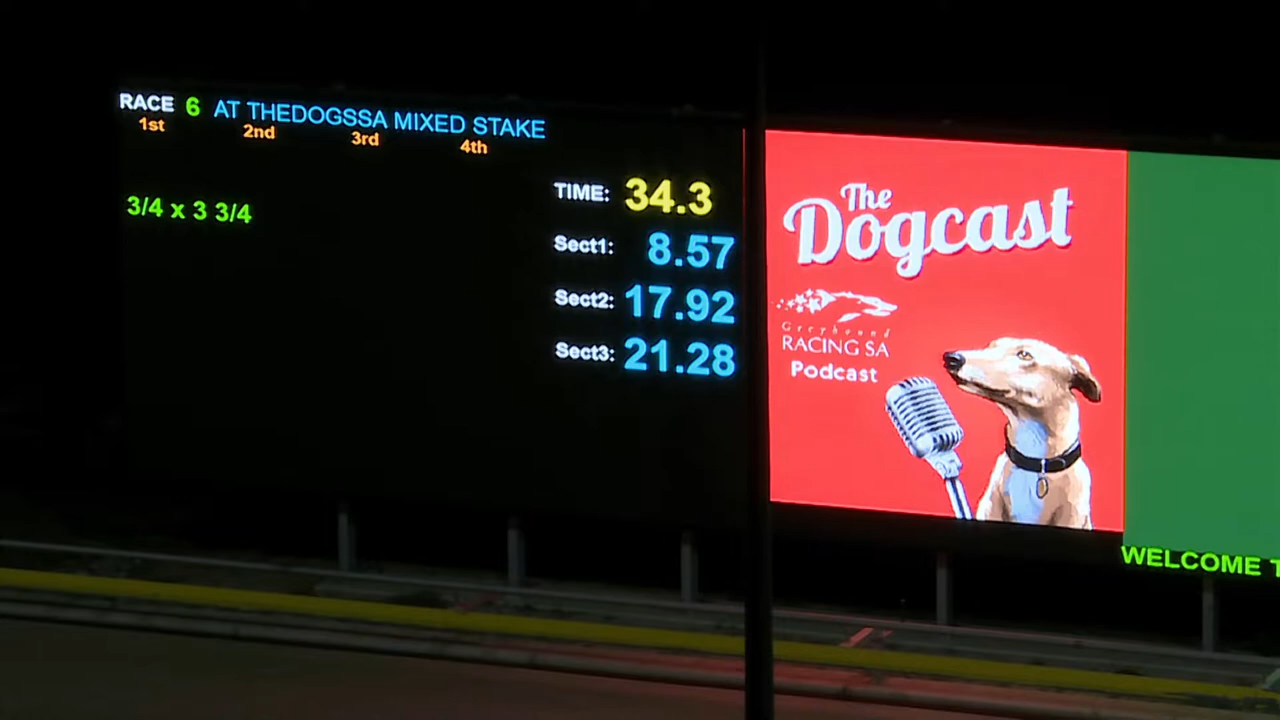 RACE 6 AT THEDOGSSA MIXED STAKE
1st 2nd 3rd 4th
3/4 x 3 3/4
TIME: 34.3
Sect1: 8.57
Sect2: 17.92
Sect3: 21.28
The
Dogcast
Greyhound
RACING SA
Podcast
WELCOME T